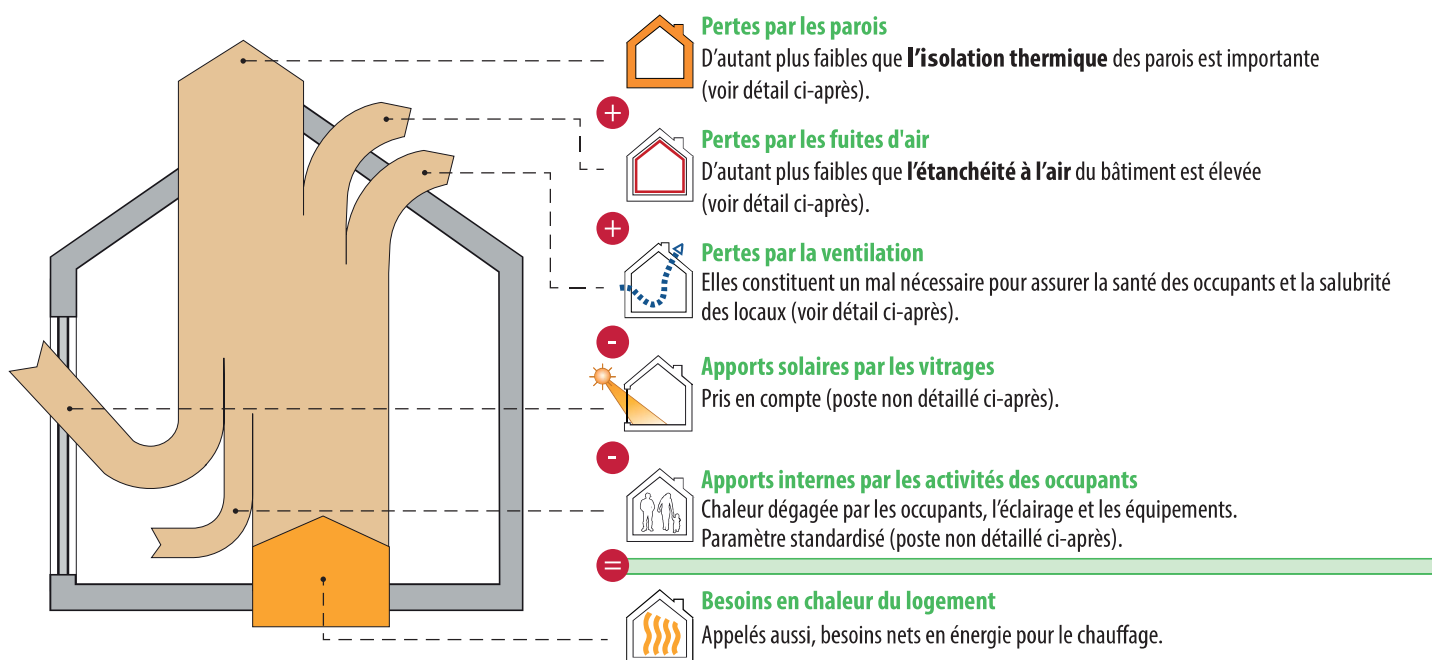 Pertes par les parois
D'autant plus faibles que l'isolation thermique des parois est importante
(voir détail ci-après).
+
Pertes par les fuites d'air
D'autant plus faibles que l'étanchéité à l'air du bâtiment est élevée
(voir détail ci-après).
+
Pertes par la ventilation
Elles constituent un mal nécessaire pour assurer la santé des occupants et la salubrité
des locaux (voir détail ci-après).
-
Apports solaires par les vitrages
Pris en compte (poste non détaillé ci-après).
-
Apports internes par les activités des occupants
Chaleur dégagée par les occupants, l'éclairage et les équipements.
Paramètre standardisé (poste non détaillé ci-après).
=
Besoins en chaleur du logement
Appelés aussi, besoins nets en énergie pour le chauffage.